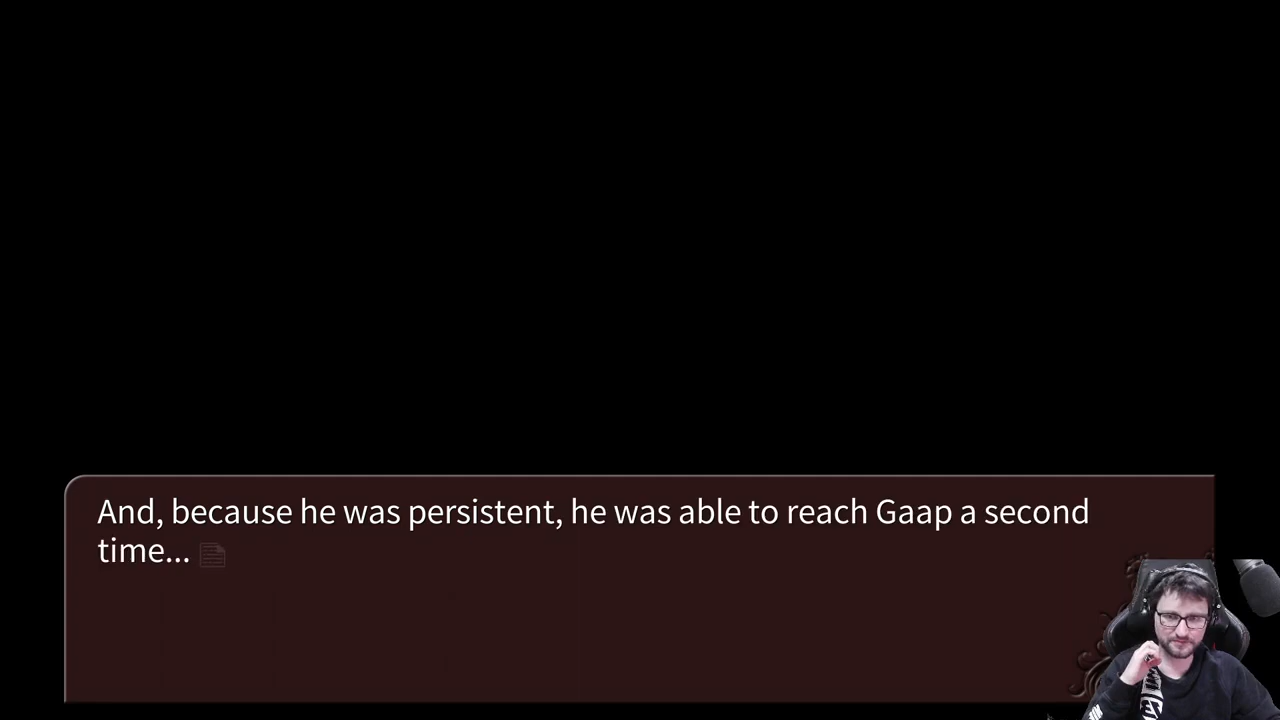 And, because he was persistent, he was able to reach Gaap a second
time...